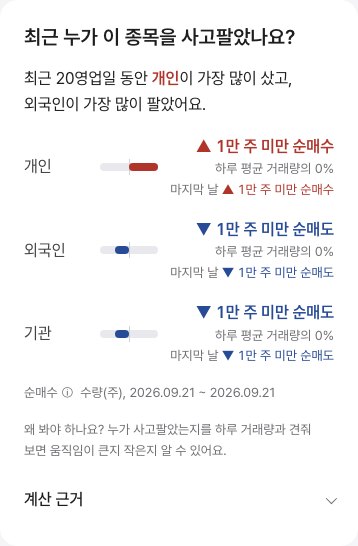 최근 누가 이 종목을 사고팔았나요?
최근 20영업일 동안 개인이 가장 많이 샀고,
외국인이 가장 많이 팔았어요.
개인
▲ 1만 주 미만 순매수
하루 평균 거래량의 0%
마지막 날 ▲ 1만 주 미만 순매수
외국인
▼ 1만 주 미만 순매도
하루 평균 거래량의 0%
마지막 날 ▼ 1만 주 미만 순매도
기관
▼ 1만 주 미만 순매도
하루 평균 거래량의 0%
마지막 날 ▼ 1만 주 미만 순매도
순매수 ⓘ 수량(주), 2026.09.21 ~ 2026.09.21
왜 봐야 하나요? 누가 사고팔았는지를 하루 거래량과 견줘
보면 움직임이 큰지 작은지 알 수 있어요.
계산 근거